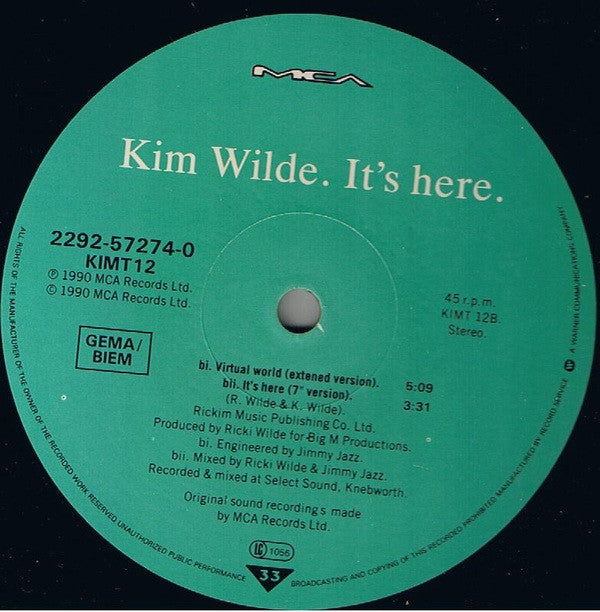 MCA
Kim Wilde. It's here.
2292-57274-0
KIMT12
℗ 1990 MCA Records Ltd.
© 1990 MCA Records Ltd.
GEMA/
BIEM
45 r.p.m.
KIMT 12B.
Stereo.
bi. Virtual world (extened version). 5:09
bii. It's here (7" version). 3:31
(R. Wilde & K. Wilde).
Rickim Music Publishing Co. Ltd.
Produced by Ricki Wilde for Big M Productions.
bi. Engineered by Jimmy Jazz.
bii. Mixed by Ricki Wilde & Jimmy Jazz.
Recorded & mixed at Select Sound, Knebworth.
Original sound recordings made
by MCA Records Ltd.
LC 1056
33
ALL RIGHTS OF THE MANUFACTURER OF THE OWNER OF THE RECORDED WORK RESERVED. UNAUTHORIZED PUBLIC PERFORMANCE BROADCASTING AND COPYING OF THIS RECORD PROHIBITED. MANUFACTURED BY RECORD SERVICE A WARNER COMMUNICATIONS COMPANY.